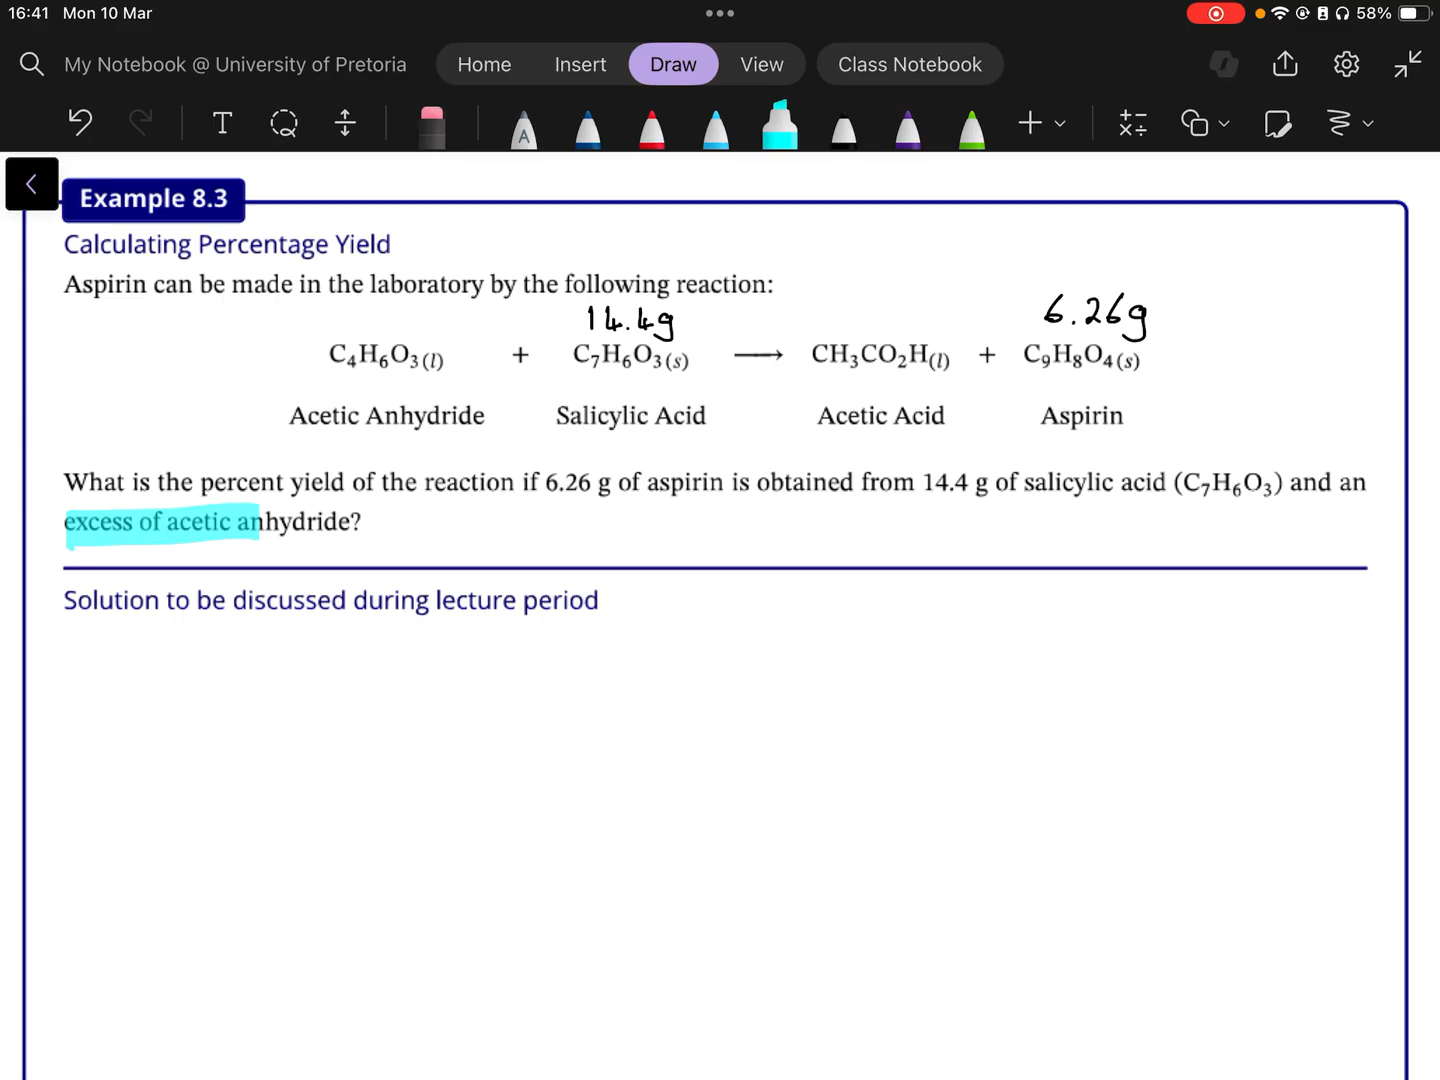 16:41 Mon 10 Mar 58%
My Notebook @ University of Pretoria Home Insert Draw View Class Notebook
T A
Example 8.3
Calculating Percentage Yield
Aspirin can be made in the laboratory by the following reaction:
14.4g 6.26g
C₄H₆O₃(l) + C₇H₆O₃(s) ⟶ CH₃CO₂H(l) + C₉H₈O₄(s)
Acetic Anhydride Salicylic Acid Acetic Acid Aspirin
What is the percent yield of the reaction if 6.26 g of aspirin is obtained from 14.4 g of salicylic acid (C₇H₆O₃) and an
excess of acetic anhydride?
Solution to be discussed during lecture period